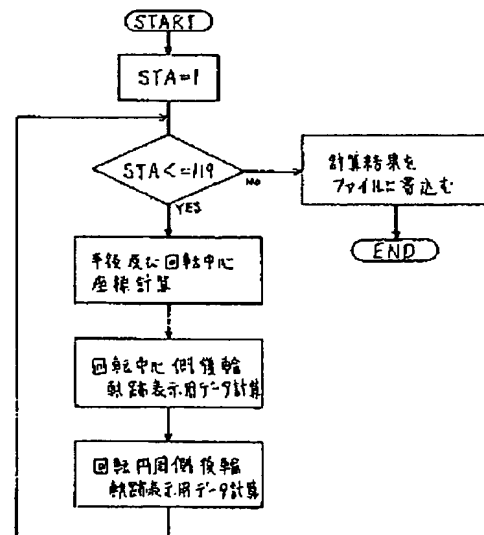 START
STA=1
STA<=119
NO
YES
計算結果を
ファイルに書込む
END
半径及び回転中心
座標計算
回転中心側後輪
軌跡表示用データ計算
回転円周側後輪
軌跡表示用データ計算